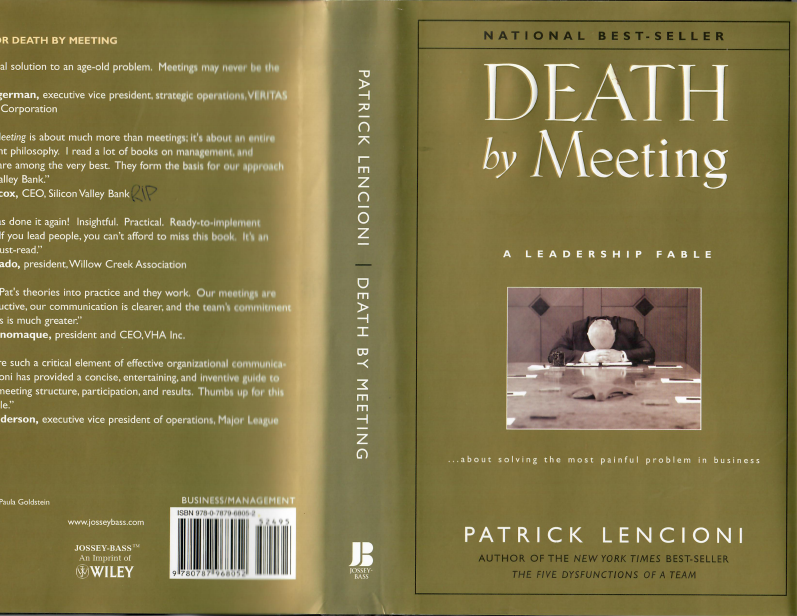 OR DEATH BY MEETING
al solution to an age-old problem. Meetings may never be the
german, executive vice president, strategic operations, VERITAS
Corporation
Meeting is about much more than meetings; it's about an entire
nt philosophy. I read a lot of books on management, and
are among the very best. They form the basis for our approach
alley Bank."
cox, CEO, Silicon Valley Bank RIP
as done it again! Insightful. Practical. Ready-to-implement
If you lead people, you can't afford to miss this book. It's an
ust-read."
ado, president, Willow Creek Association
Pat's theories into practice and they work. Our meetings are
uctive, our communication is clearer, and the team's commitment
s is much greater."
nomaque, president and CEO, VHA Inc.
re such a critical element of effective organizational communica-
oni has provided a concise, entertaining, and inventive guide to
meeting structure, participation, and results. Thumbs up for this
le."
derson, executive vice president of operations, Major League
Paula Goldstein
www.josseybass.com
JOSSEY-BASS™
An Imprint of
WILEY
BUSINESS/MANAGEMENT
ISBN 978-0-7879-6805-2
52495
9 780787 968052
PATRICK LENCIONI | DEATH BY MEETING
JB
JOSSEY-
BASS
NATIONAL BEST-SELLER
DEATH
by Meeting
A LEADERSHIP FABLE
...about solving the most painful problem in business
PATRICK LENCIONI
AUTHOR OF THE NEW YORK TIMES BEST-SELLER
THE FIVE DYSFUNCTIONS OF A TEAM